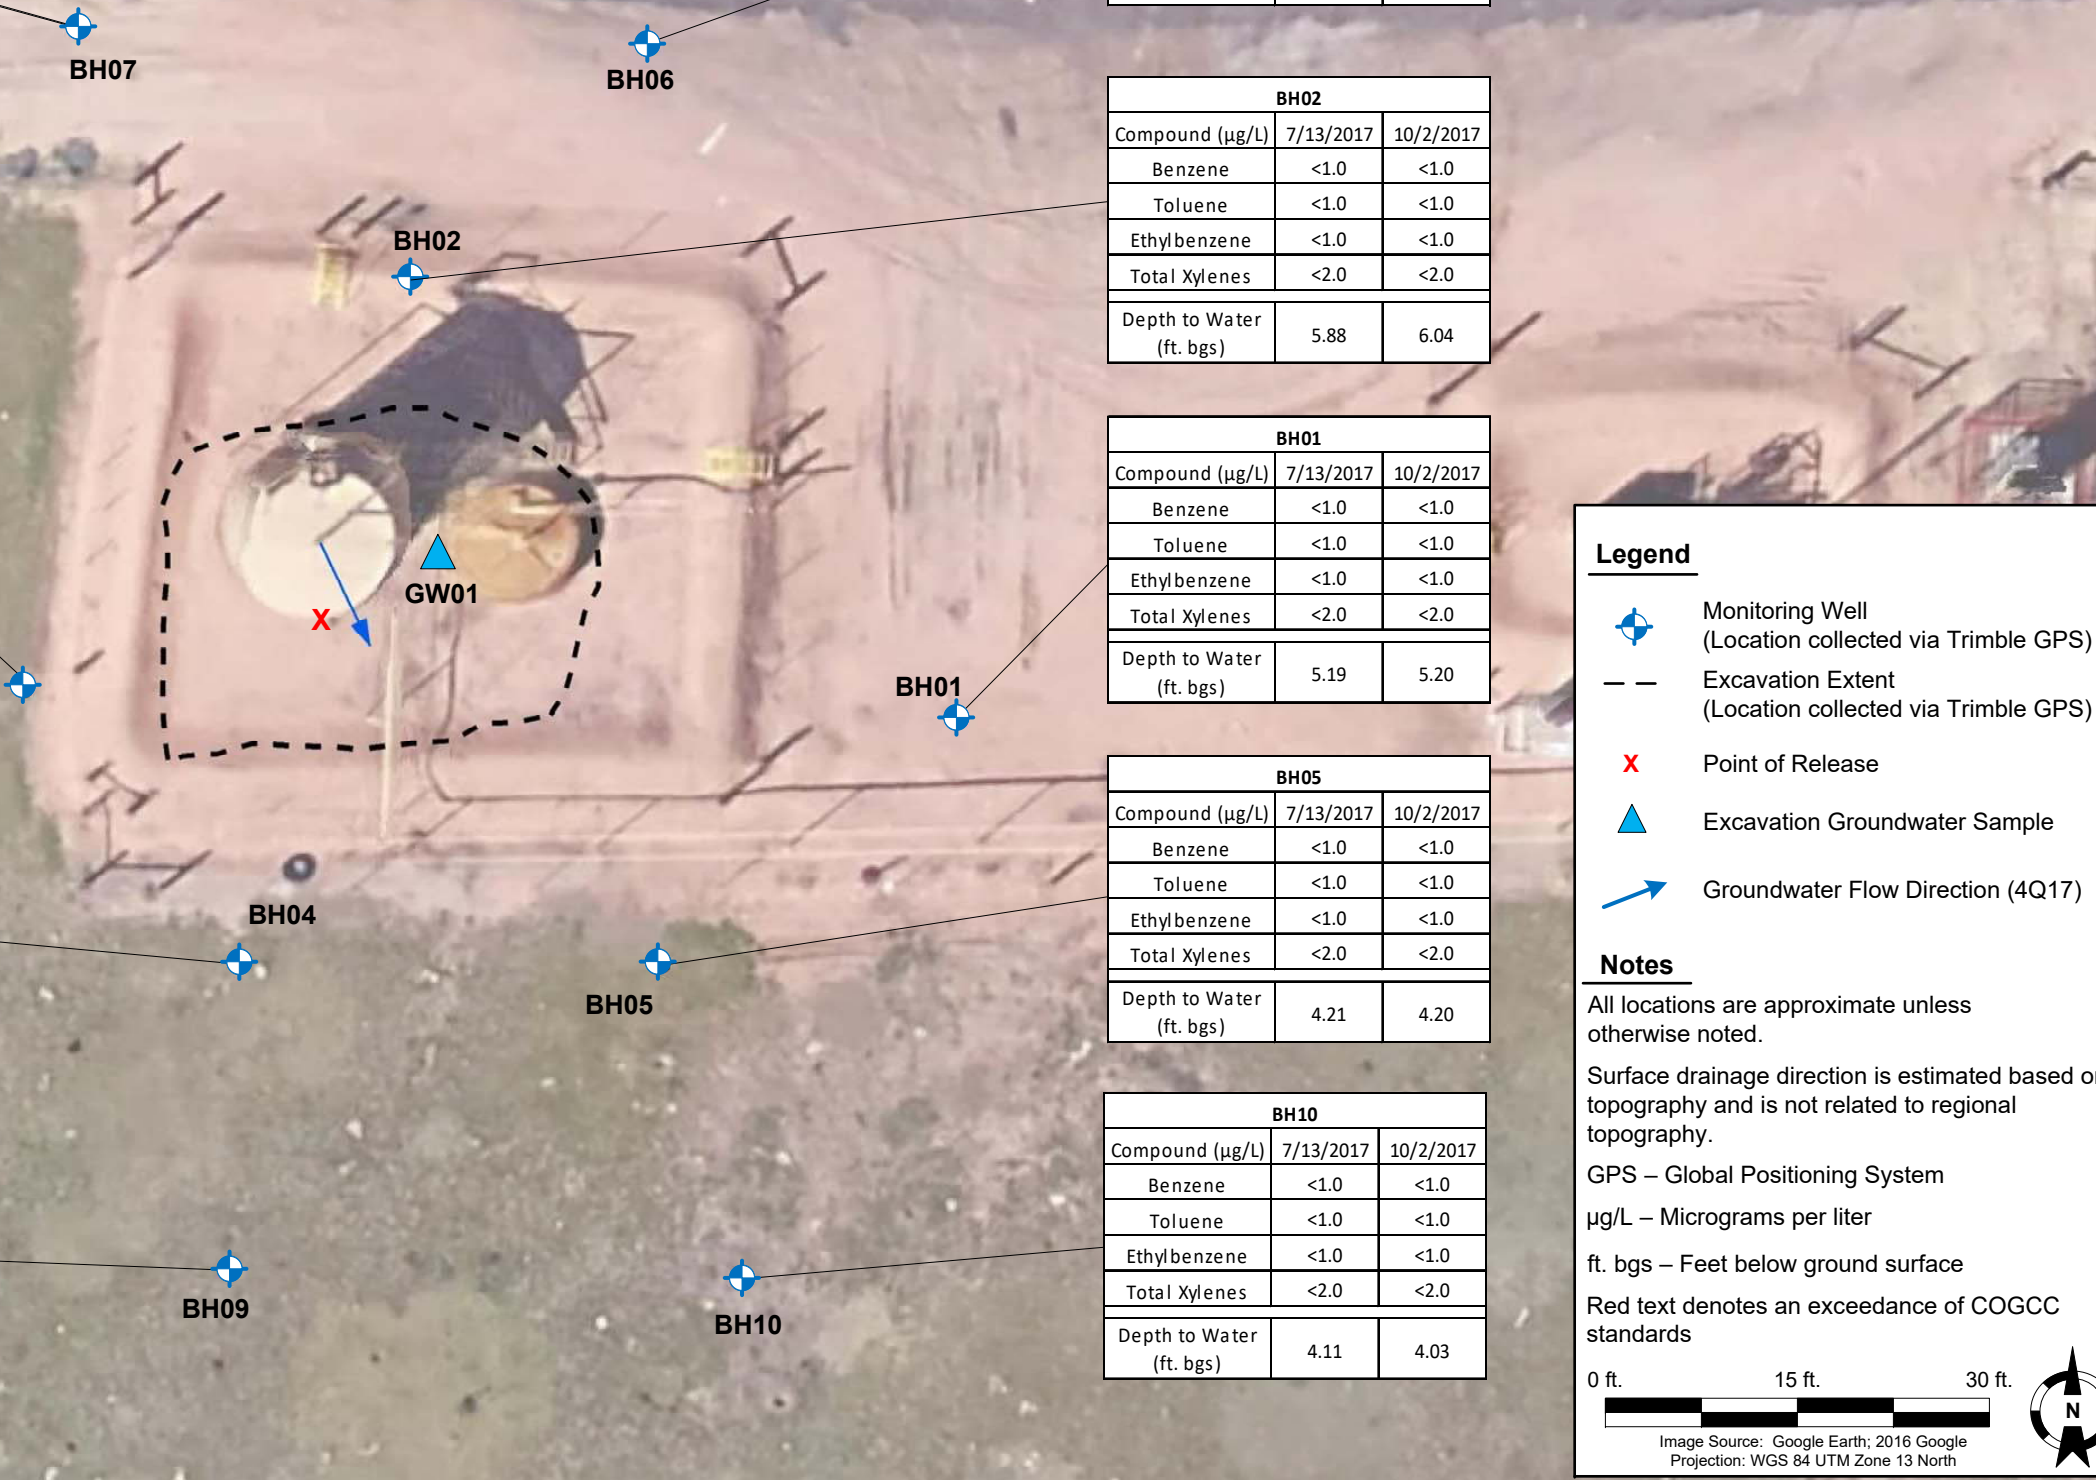 BH07
BH06
BH02
BH02
Compound (µg/L) 7/13/2017 10/2/2017
Benzene <1.0 <1.0
Toluene <1.0 <1.0
Ethylbenzene <1.0 <1.0
Total Xylenes <2.0 <2.0
Depth to Water
(ft. bgs) 5.88 6.04
GW01
X
BH01
BH01
Compound (µg/L) 7/13/2017 10/2/2017
Benzene <1.0 <1.0
Toluene <1.0 <1.0
Ethylbenzene <1.0 <1.0
Total Xylenes <2.0 <2.0
Depth to Water
(ft. bgs) 5.19 5.20
BH04
BH05
BH05
Compound (µg/L) 7/13/2017 10/2/2017
Benzene <1.0 <1.0
Toluene <1.0 <1.0
Ethylbenzene <1.0 <1.0
Total Xylenes <2.0 <2.0
Depth to Water
(ft. bgs) 4.21 4.20
BH09
BH10
BH10
Compound (µg/L) 7/13/2017 10/2/2017
Benzene <1.0 <1.0
Toluene <1.0 <1.0
Ethylbenzene <1.0 <1.0
Total Xylenes <2.0 <2.0
Depth to Water
(ft. bgs) 4.11 4.03
Legend
Monitoring Well
(Location collected via Trimble GPS)
Excavation Extent
(Location collected via Trimble GPS)
X Point of Release
Excavation Groundwater Sample
Groundwater Flow Direction (4Q17)
Notes
All locations are approximate unless
otherwise noted.
Surface drainage direction is estimated based on
topography and is not related to regional
topography.
GPS – Global Positioning System
µg/L – Micrograms per liter
ft. bgs – Feet below ground surface
Red text denotes an exceedance of COGCC
standards
0 ft. 15 ft. 30 ft.
N
Image Source: Google Earth; 2016 Google
Projection: WGS 84 UTM Zone 13 North